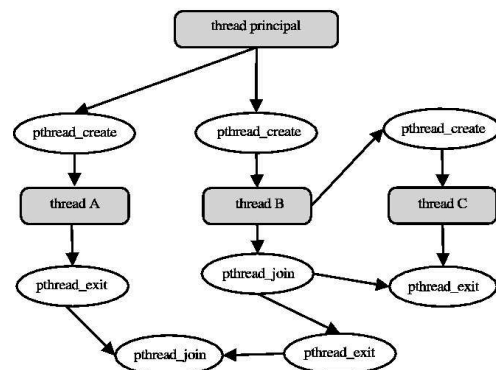 thread principal
pthread_create
pthread_create
pthread_create
thread A
thread B
thread C
pthread_exit
pthread_join
pthread_exit
pthread_join
pthread_exit